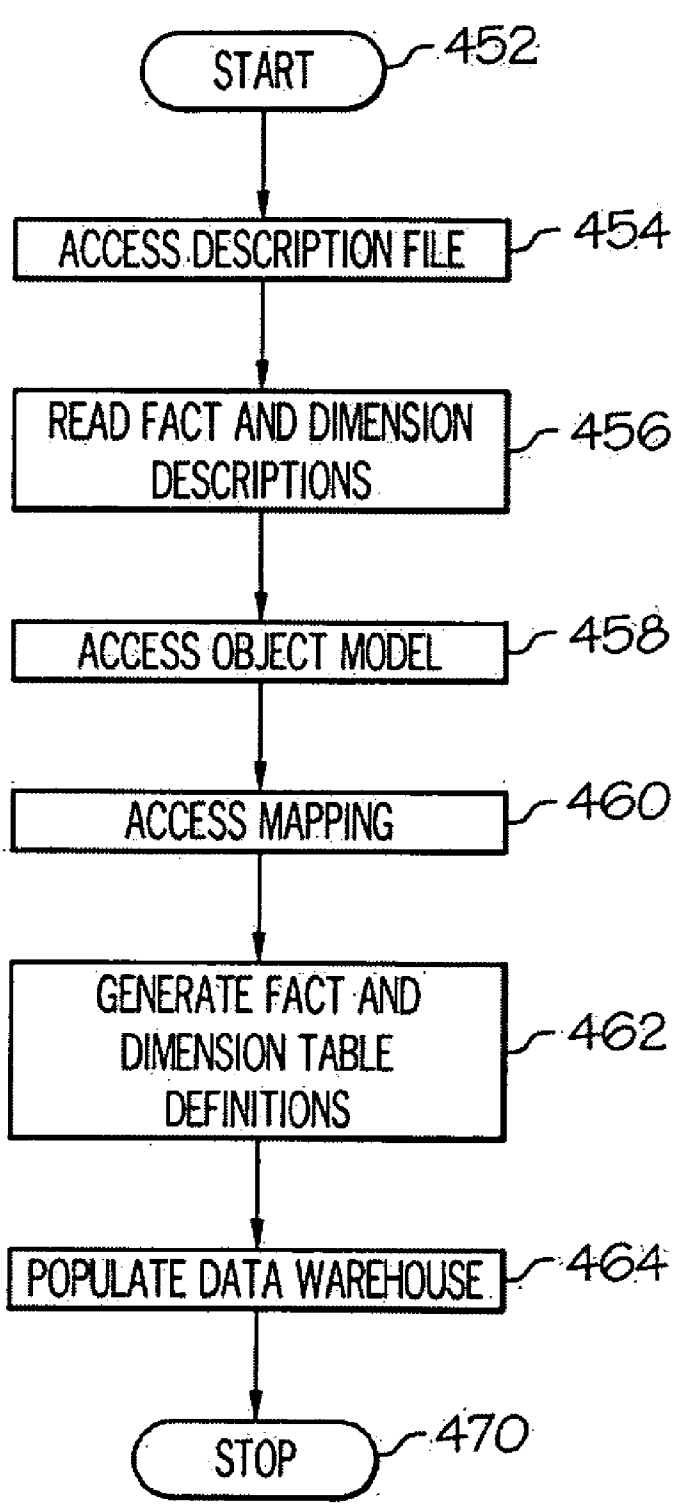 START
452
ACCESS DESCRIPTION FILE
454
READ FACT AND DIMENSION
DESCRIPTIONS
456
ACCESS OBJECT MODEL
458
ACCESS MAPPING
460
GENERATE FACT AND
DIMENSION TABLE
DEFINITIONS
462
POPULATE DATA WAREHOUSE
464
STOP
470